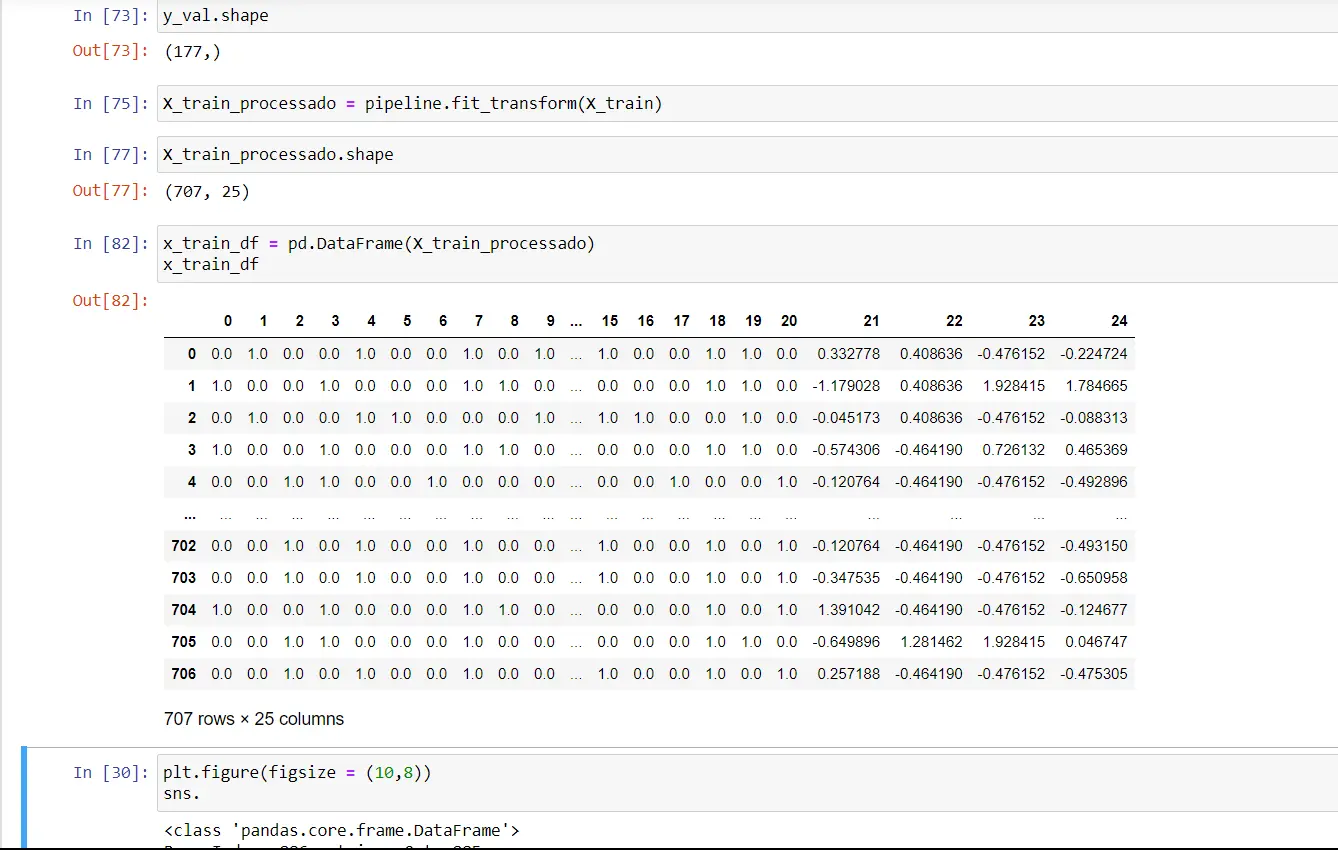 In [73]: y_val.shape
Out[73]: (177,)
In [75]: X_train_processado = pipeline.fit_transform(X_train)
In [77]: X_train_processado.shape
Out[77]: (707, 25)
In [82]: x_train_df = pd.DataFrame(X_train_processado)
x_train_df
Out[82]:
0 1 2 3 4 5 6 7 8 9 ... 15 16 17 18 19 20 21 22 23 24
0 0.0 1.0 0.0 0.0 1.0 0.0 0.0 1.0 0.0 1.0 ... 1.0 0.0 0.0 1.0 1.0 0.0 0.332778 0.408636 -0.476152 -0.224724
1 1.0 0.0 0.0 1.0 0.0 0.0 0.0 1.0 1.0 0.0 ... 0.0 0.0 0.0 1.0 1.0 0.0 -1.179028 0.408636 1.928415 1.784665
2 0.0 1.0 0.0 0.0 1.0 1.0 0.0 0.0 0.0 1.0 ... 1.0 1.0 0.0 0.0 1.0 0.0 -0.045173 0.408636 -0.476152 -0.088313
3 1.0 0.0 0.0 1.0 0.0 0.0 0.0 1.0 1.0 0.0 ... 0.0 0.0 0.0 1.0 1.0 0.0 -0.574306 -0.464190 0.726132 0.465369
4 0.0 0.0 1.0 1.0 0.0 0.0 1.0 0.0 0.0 0.0 ... 0.0 0.0 1.0 0.0 0.0 1.0 -0.120764 -0.464190 -0.476152 -0.492896
... ... ... ... ... ... ... ... ... ... ... ... ... ... ... ... ... ... ... ... ... ...
702 0.0 0.0 1.0 0.0 1.0 0.0 0.0 1.0 0.0 0.0 ... 1.0 0.0 0.0 1.0 0.0 1.0 -0.120764 -0.464190 -0.476152 -0.493150
703 0.0 0.0 1.0 0.0 1.0 0.0 0.0 1.0 0.0 0.0 ... 1.0 0.0 0.0 1.0 0.0 1.0 -0.347535 -0.464190 -0.476152 -0.650958
704 1.0 0.0 0.0 1.0 0.0 0.0 0.0 1.0 1.0 0.0 ... 0.0 0.0 0.0 1.0 0.0 1.0 1.391042 -0.464190 -0.476152 -0.124677
705 0.0 0.0 1.0 1.0 0.0 0.0 0.0 1.0 0.0 0.0 ... 0.0 0.0 0.0 1.0 1.0 0.0 -0.649896 1.281462 1.928415 0.046747
706 0.0 0.0 1.0 0.0 1.0 0.0 0.0 1.0 0.0 0.0 ... 1.0 0.0 0.0 1.0 0.0 1.0 0.257188 -0.464190 -0.476152 -0.475305
707 rows × 25 columns
In [30]: plt.figure(figsize = (10,8))
sns.
<class 'pandas.core.frame.DataFrame'>